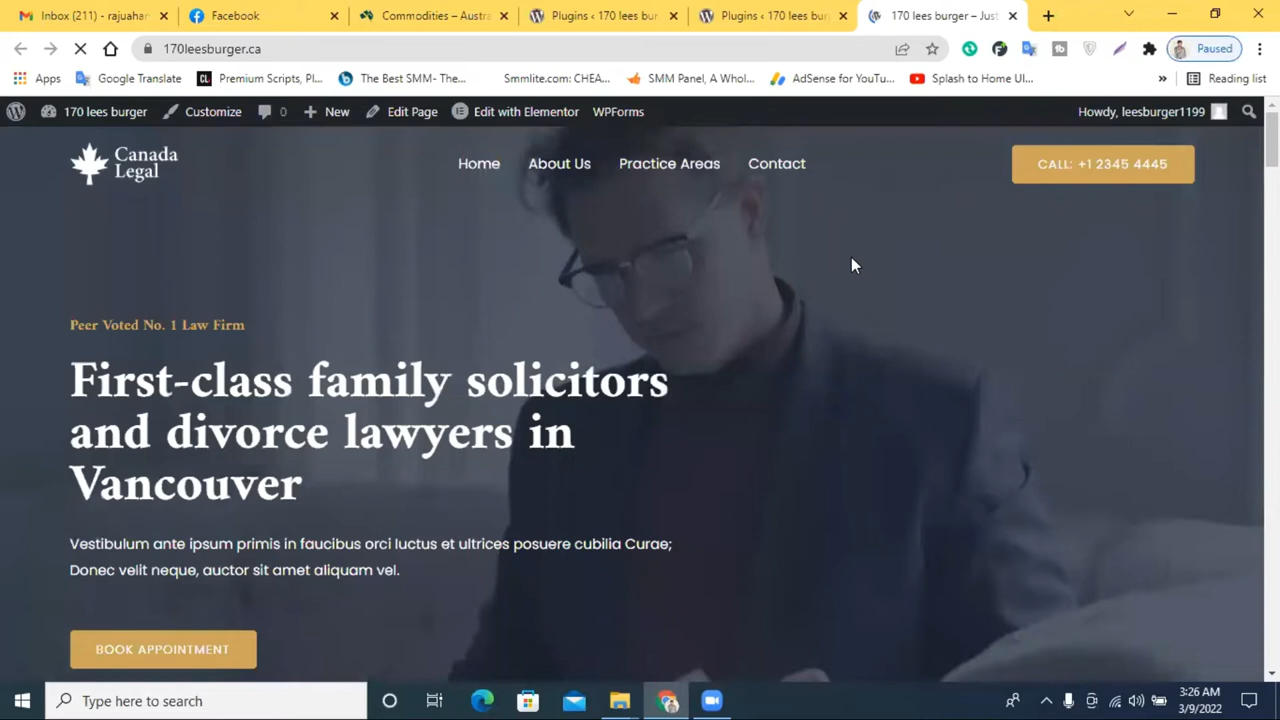 Inbox (211) - rajuahar
Facebook
Commodities – Austra
Plugins ‹ 170 lees bur
Plugins ‹ 170 lees bur
170 lees burger – Just
170leesburger.ca
Paused
Apps
Google Translate
Premium Scripts, Pl...
The Best SMM- The...
Smmlite.com: CHEA...
SMM Panel, A Whol...
AdSense for YouTu...
Splash to Home UI...
»
Reading list
170 lees burger
Customize
0
New
Edit Page
Edit with Elementor
WPForms
Howdy, leesburger1199
Canada
Legal
Home
About Us
Practice Areas
Contact
CALL: +1 2345 4445
Peer Voted No. 1 Law Firm
First-class family solicitors
and divorce lawyers in
Vancouver
Vestibulum ante ipsum primis in faucibus orci luctus et ultrices posuere cubilia Curae;
Donec velit neque, auctor sit amet aliquam vel.
BOOK APPOINTMENT
Type here to search
3:26 AM
3/9/2022